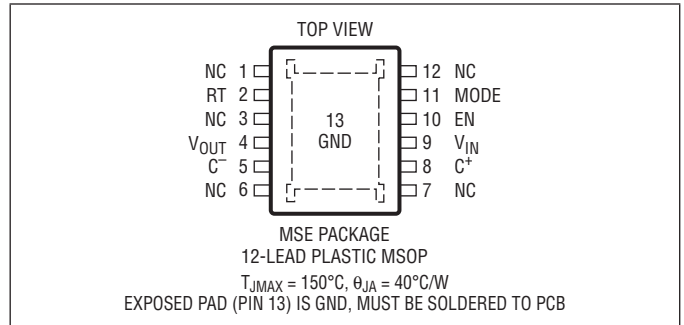 TOP VIEW
NC 1
RT 2
NC 3
VOUT 4
C– 5
NC 6
12 NC
11 MODE
10 EN
9 VIN
8 C+
7 NC
13
GND
MSE PACKAGE
12-LEAD PLASTIC MSOP
TJMAX = 150°C, θJA = 40°C/W
EXPOSED PAD (PIN 13) IS GND, MUST BE SOLDERED TO PCB